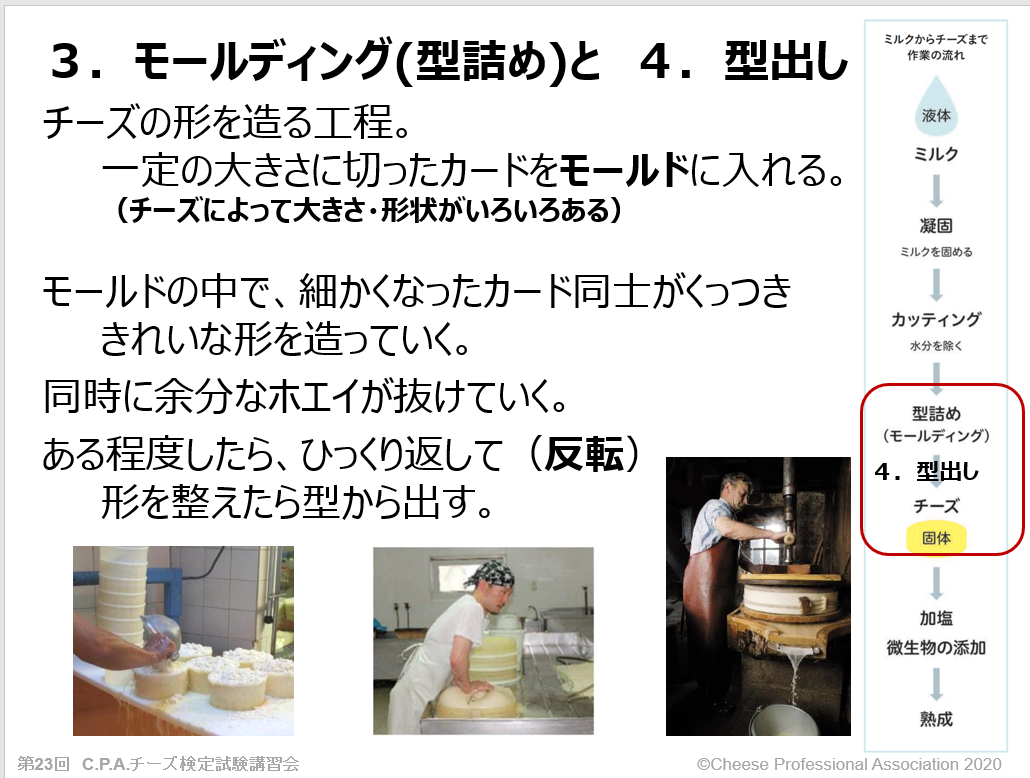 ３．モールディング(型詰め)と　４．型出し
チーズの形を造る工程。
一定の大きさに切ったカードをモールドに入れる。
（チーズによって大きさ・形状がいろいろある）
モールドの中で、細かくなったカード同士がくっつき
きれいな形を造っていく。
同時に余分なホエイが抜けていく。
ある程度したら、ひっくり返して（反転）
形を整えたら型から出す。
ミルクからチーズまで
作業の流れ
液体
ミルク
凝固
ミルクを固める
カッティング
水分を除く
型詰め
（モールディング）
４．型出し
チーズ
固体
加塩
微生物の添加
熟成
第23回 C.P.A.チーズ検定試験講習会
©Cheese Professional Association 2020